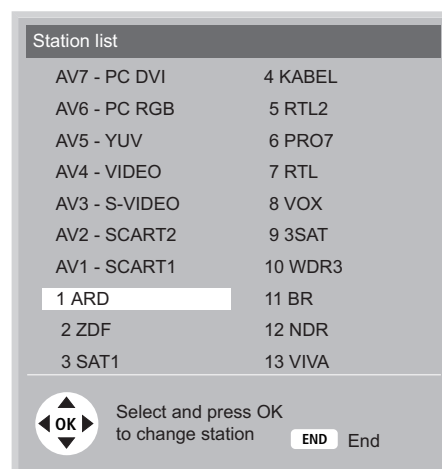 Station list
AV7 - PC DVI
AV6 - PC RGB
AV5 - YUV
AV4 - VIDEO
AV3 - S-VIDEO
AV2 - SCART2
AV1 - SCART1
1 ARD
2 ZDF
3 SAT1
4 KABEL
5 RTL2
6 PRO7
7 RTL
8 VOX
9 3SAT
10 WDR3
11 BR
12 NDR
13 VIVA
OK
Select and press OK
to change station
END End